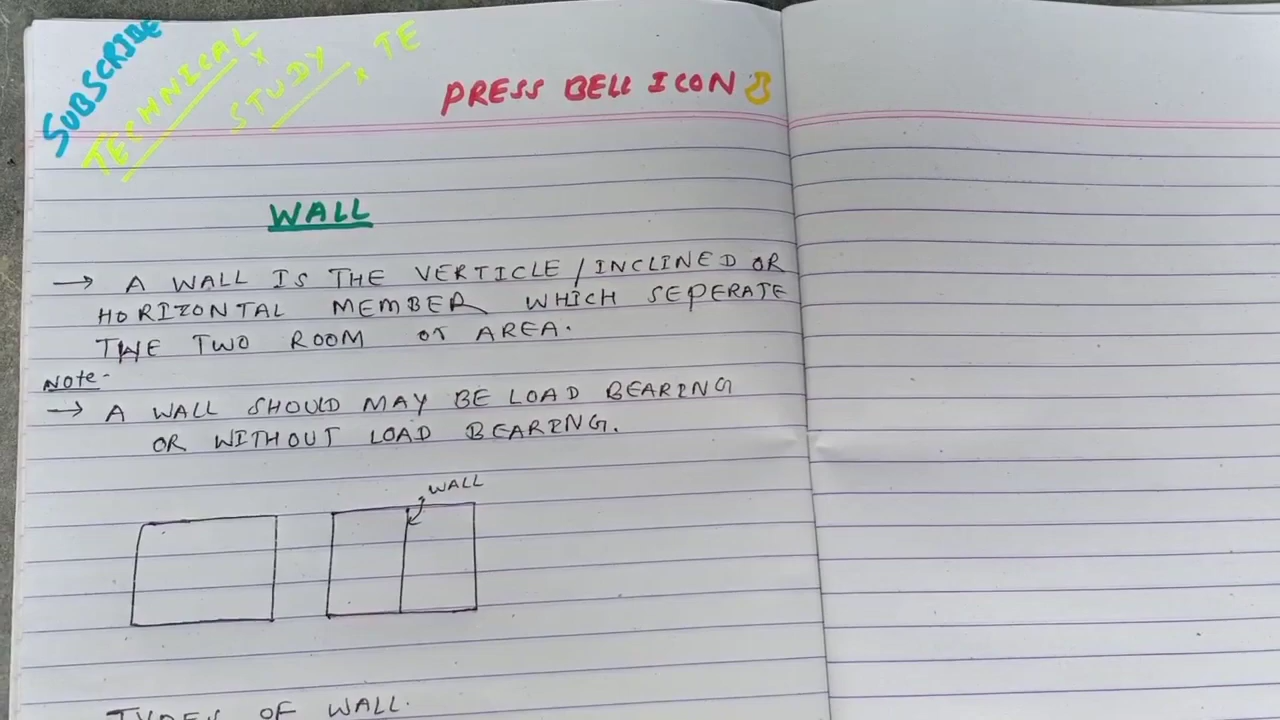 SUBSCRIBE
TECHNICAL
STUDY TE
PRESS BELL ICON
WALL
→ A WALL IS THE VERTICLE/INCLINED OR
HORIZONTAL MEMBER WHICH SEPERATE
THE TWO ROOM or AREA.
Note-
→ A WALL SHOULD MAY BE LOAD BEARING
OR WITHOUT LOAD BEARING.
WALL
TYPES OF WALL.